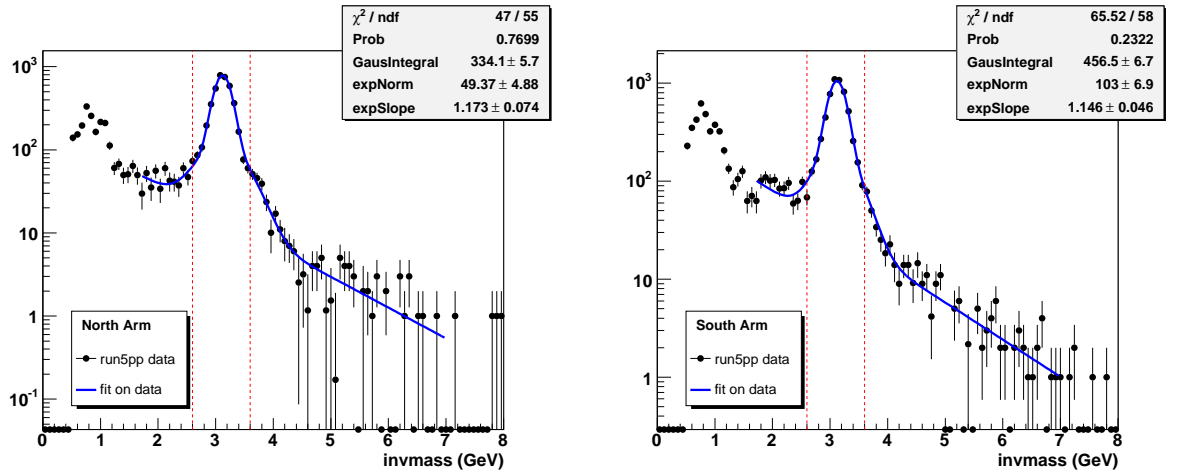 χ² / ndf 47 / 55
Prob 0.7699
GausIntegral 334.1 ± 5.7
expNorm 49.37 ± 4.88
expSlope 1.173 ± 0.074
10³
10²
10
1
10⁻¹
North Arm
run5pp data
fit on data
0 1 2 3 4 5 6 7 8
invmass (GeV)
χ² / ndf 65.52 / 58
Prob 0.2322
GausIntegral 456.5 ± 6.7
expNorm 103 ± 6.9
expSlope 1.146 ± 0.046
10³
10²
10
1
South Arm
run5pp data
fit on data
0 1 2 3 4 5 6 7 8
invmass (GeV)